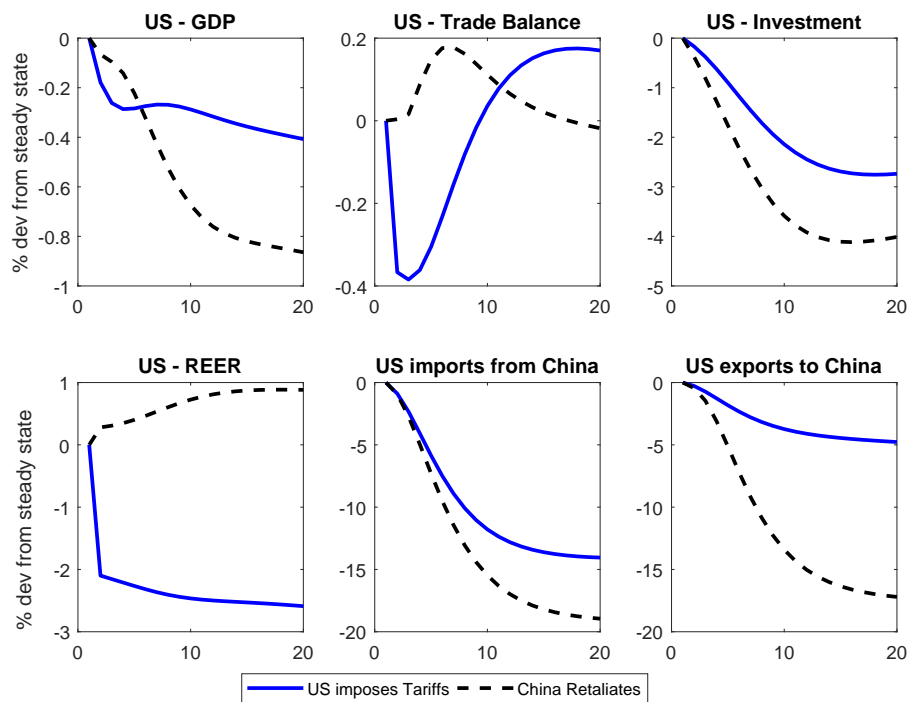 US - GDP
US - Trade Balance
US - Investment
% dev from steady state
0
-0.2
-0.4
-0.6
-0.8
-1
0 10 20
0.2
0
-0.2
-0.4
0 10 20
0
-1
-2
-3
-4
-5
0 10 20
US - REER
US imports from China
US exports to China
% dev from steady state
1
0
-1
-2
-3
0 10 20
0
-5
-10
-15
-20
0 10 20
0
-5
-10
-15
-20
0 10 20
US imposes Tariffs
China Retaliates